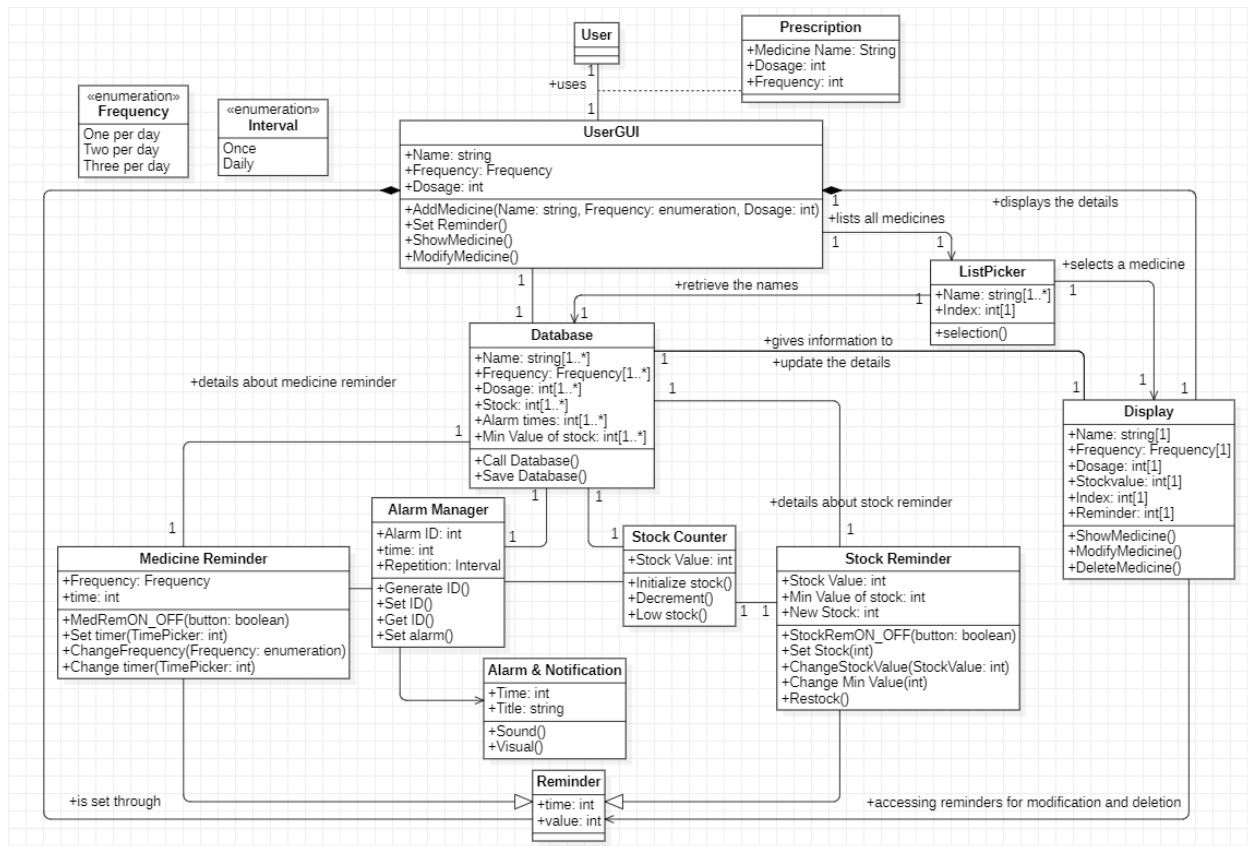 User
1
+uses
1
Prescription
+Medicine Name: String
+Dosage: int
+Frequency: int
«enumeration»
Frequency
One per day
Two per day
Three per day
«enumeration»
Interval
Once
Daily
UserGUI
+Name: string
+Frequency: Frequency
+Dosage: int
+AddMedicine(Name: string, Frequency: enumeration, Dosage: int)
+Set Reminder()
+ShowMedicine()
+ModifyMedicine()
1
+displays the details
+lists all medicines
1
1
ListPicker
+Name: string[1..*]
+Index: int[1]
+selection()
+selects a medicine
1
1
+retrieve the names
1
1
1
1
Database
+Name: string[1..*]
+Frequency: Frequency[1..*]
+Dosage: int[1..*]
+Stock: int[1..*]
+Alarm times: int[1..*]
+Min Value of stock: int[1..*]
+Call Database()
+Save Database()
+gives information to
1
+update the details
1
1
1
1
Display
+Name: string[1]
+Frequency: Frequency[1]
+Dosage: int[1]
+Stockvalue: int[1]
+Index: int[1]
+Reminder: int[1]
+ShowMedicine()
+ModifyMedicine()
+DeleteMedicine()
+details about medicine reminder
1
1
+details about stock reminder
1
1
1
1
1
Alarm Manager
+Alarm ID: int
+time: int
+Repetition: Interval
+Generate ID()
+Set ID()
+Get ID()
+Set alarm()
Stock Counter
+Stock Value: int
+Initialize stock()
+Decrement()
+Low stock()
1 1
Medicine Reminder
+Frequency: Frequency
+time: int
+MedRemON_OFF(button: boolean)
+Set timer(TimePicker: int)
+ChangeFrequency(Frequency: enumeration)
+Change timer(TimePicker: int)
Stock Reminder
+Stock Value: int
+Min Value of stock: int
+New Stock: int
+StockRemON_OFF(button: boolean)
+Set Stock(int)
+ChangeStockValue(StockValue: int)
+Change Min Value(int)
+Restock()
Alarm & Notification
+Time: int
+Title: string
+Sound()
+Visual()
Reminder
+time: int
+value: int
+is set through
+accessing reminders for modification and deletion